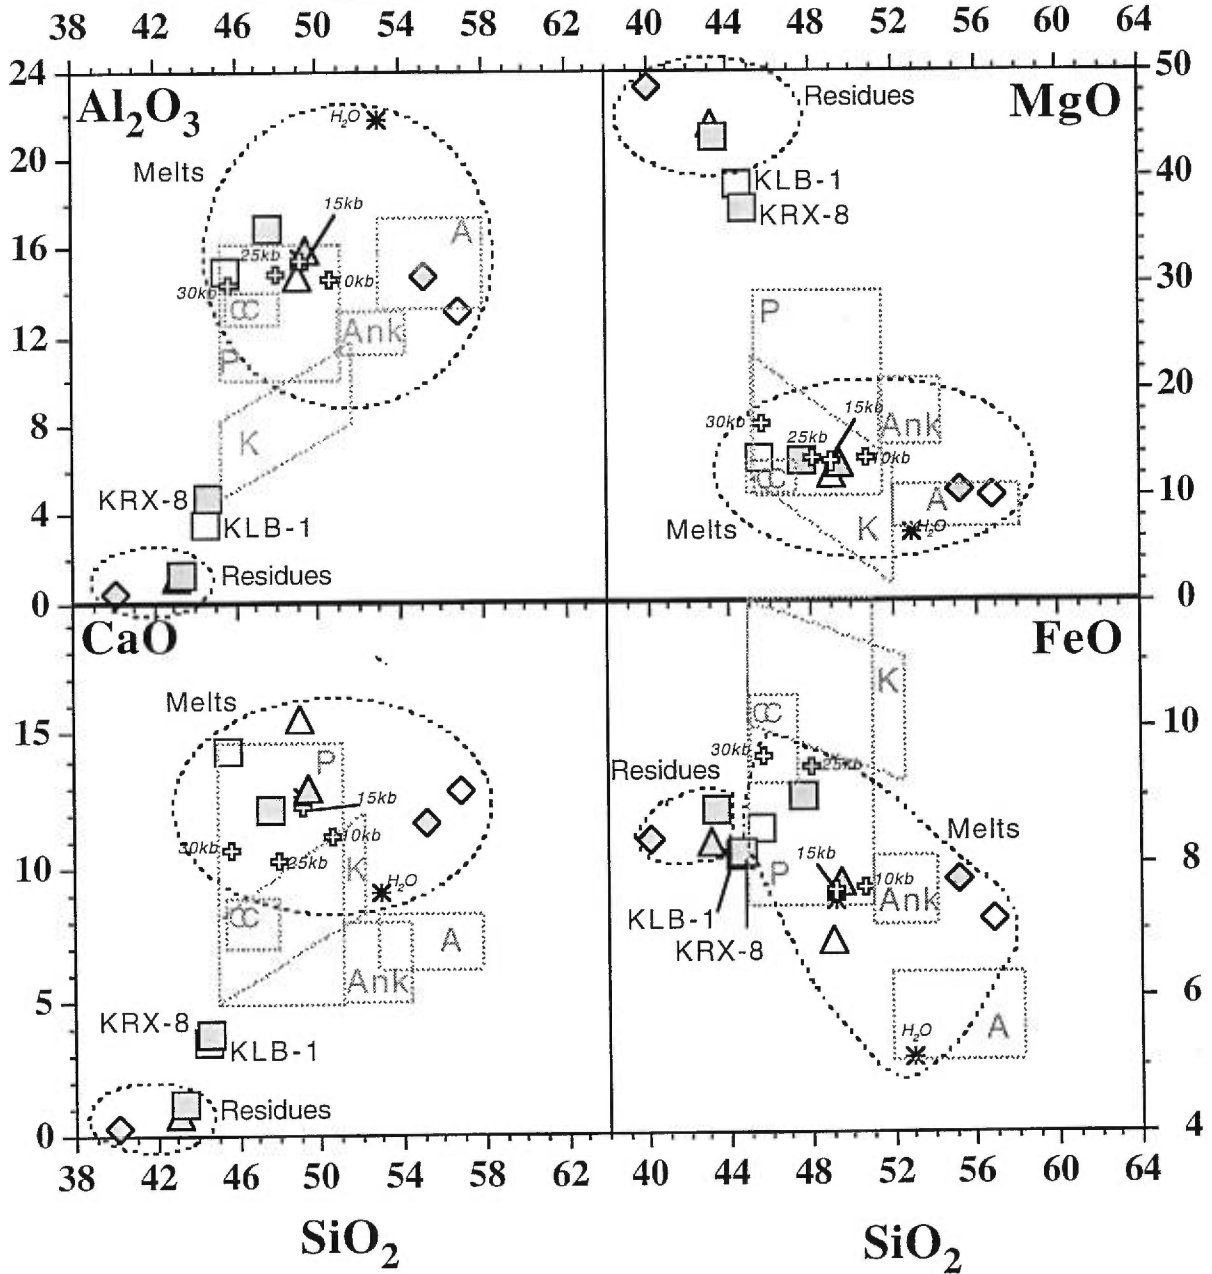 38 42 46 50 54 58 62 40 44 48 52 56 60 64
24 Al₂O₃ H₂O Residues MgO 50
20 Melts 15kb KLB-1 40
KRX-8
16 25kb A 30
30kb 10kb
CC P
12 Ank 20
P 30kb 15kb Ank
8 25kb 10kb
K CC A 10
KRX-8 Melts K H₂O
4 KLB-1
Residues
0 0
CaO FeO
Melts K
15 P CC 10
30kb 25kb
15kb Residues
30kb 10kb Melts
25kb K 15kb 8
10 H₂O P 10kb
CC KLB-1 Ank
A KRX-8
Ank
5 6
KRX-8 A
KLB-1 H₂O
Residues
0 4
38 42 46 50 54 58 62 40 44 48 52 56 60 64
SiO₂ SiO₂